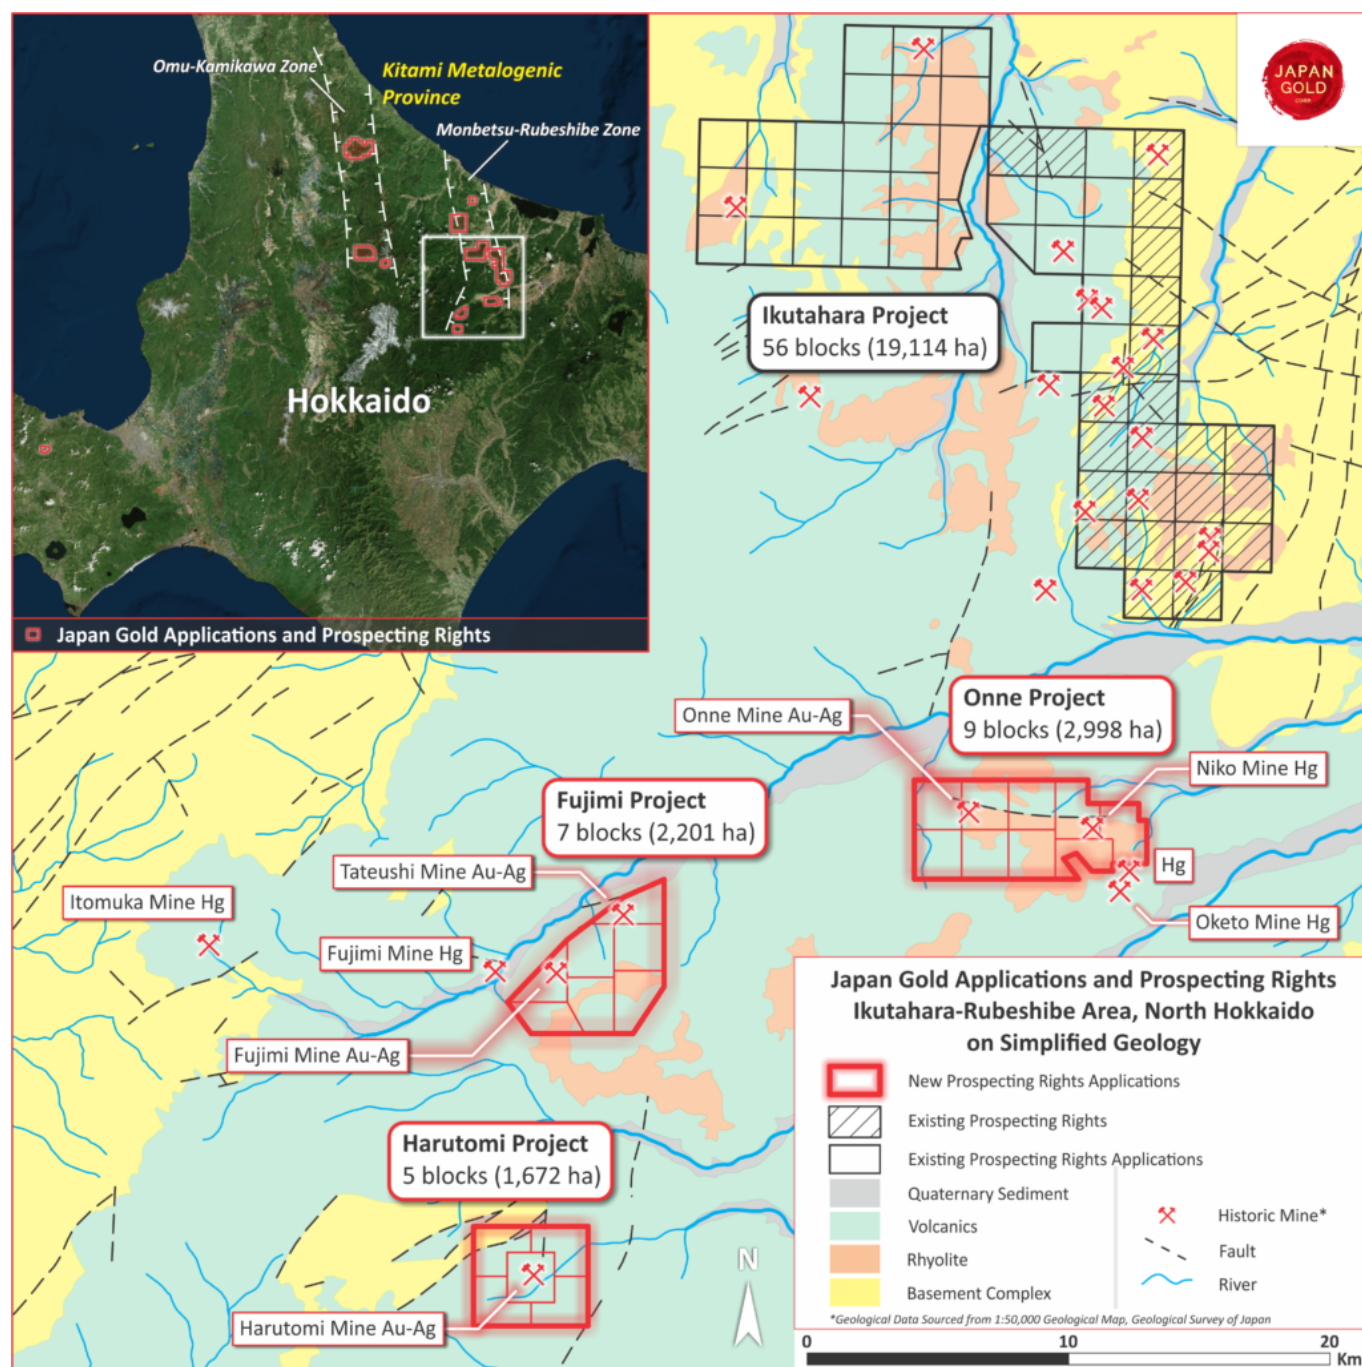 Omu-Kamikawa Zone
Kitami Metalogenic
Province
Monbetsu-Rubeshibe Zone
Hokkaido
Japan Gold Applications and Prospecting Rights
JAPAN
GOLD
CORP.
Ikutahara Project
56 blocks (19,114 ha)
Onne Mine Au-Ag
Onne Project
9 blocks (2,998 ha)
Niko Mine Hg
Hg
Oketo Mine Hg
Fujimi Project
7 blocks (2,201 ha)
Tateushi Mine Au-Ag
Itomuka Mine Hg
Fujimi Mine Hg
Fujimi Mine Au-Ag
Harutomi Project
5 blocks (1,672 ha)
Harutomi Mine Au-Ag
N
Japan Gold Applications and Prospecting Rights
Ikutahara-Rubeshibe Area, North Hokkaido
on Simplified Geology
New Prospecting Rights Applications
Existing Prospecting Rights
Existing Prospecting Rights Applications
Quaternary Sediment
Volcanics
Rhyolite
Basement Complex
Historic Mine*
Fault
River
*Geological Data Sourced from 1:50,000 Geological Map, Geological Survey of Japan
0 10 20
Km